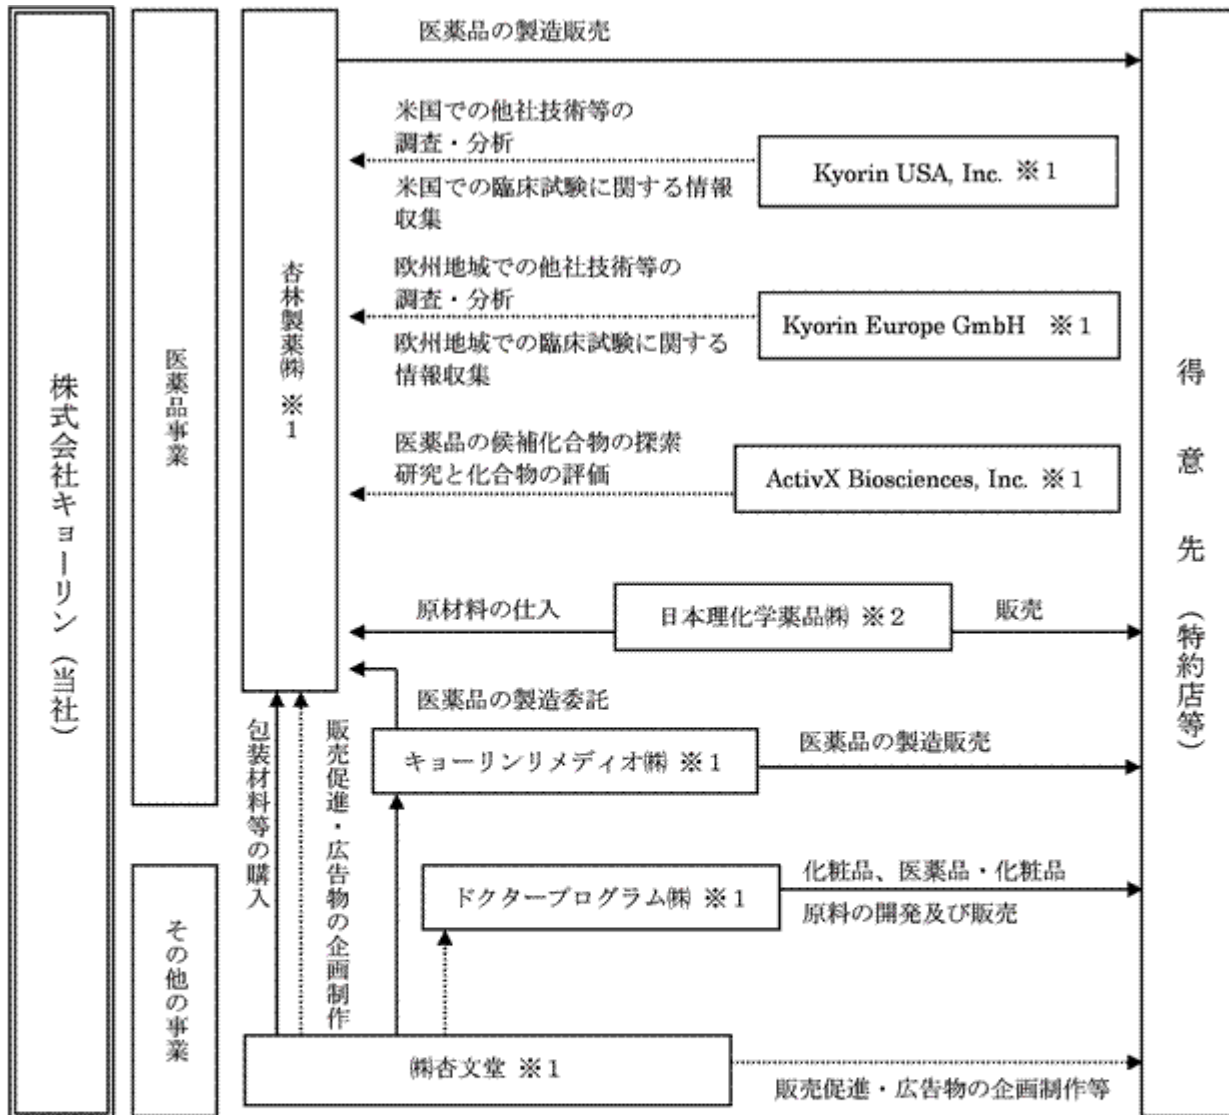 株式会社キョーリン（当社）
医薬品事業
その他の事業
杏林製薬㈱ ※1
医薬品の製造販売
米国での他社技術等の
調査・分析
米国での臨床試験に関する情報
収集
Kyorin USA, Inc. ※1
欧州地域での他社技術等の
調査・分析
欧州地域での臨床試験に関する
情報収集
Kyorin Europe GmbH ※1
医薬品の候補化合物の探索
研究と化合物の評価
ActivX Biosciences, Inc. ※1
原材料の仕入
日本理化学薬品㈱ ※2
販売
医薬品の製造委託
キョーリンリメディオ㈱ ※1
医薬品の製造販売
包装材料等の購入
販売促進・広告物の企画制作
ドクタープログラム㈱ ※1
化粧品、医薬品・化粧品
原料の開発及び販売
㈱杏文堂 ※1
販売促進・広告物の企画制作等
得意先（特約店等）